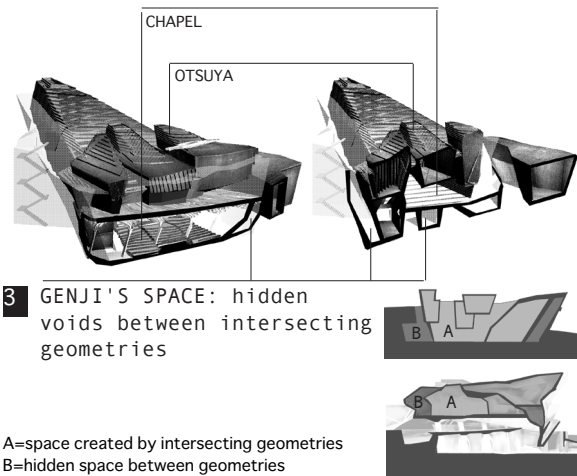 CHAPEL
OTSUYA
3 GENJI'S SPACE: hidden
voids between intersecting
geometries
B A
B A
A=space created by intersecting geometries
B=hidden space between geometries